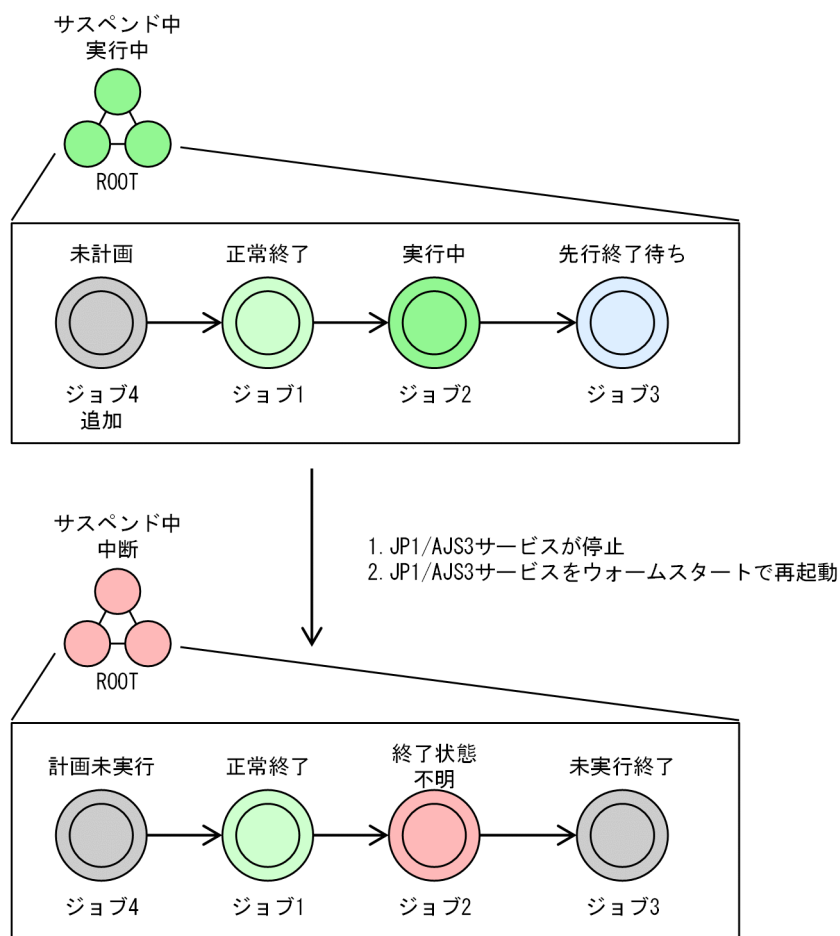 サスペンド中
実行中
ROOT
未計画
正常終了
実行中
先行終了待ち
ジョブ4
追加
ジョブ1
ジョブ2
ジョブ3
1. JP1/AJS3サービスが停止
2. JP1/AJS3サービスをウォームスタートで再起動
サスペンド中
中断
ROOT
計画未実行
正常終了
終了状態
不明
未実行終了
ジョブ4
ジョブ1
ジョブ2
ジョブ3